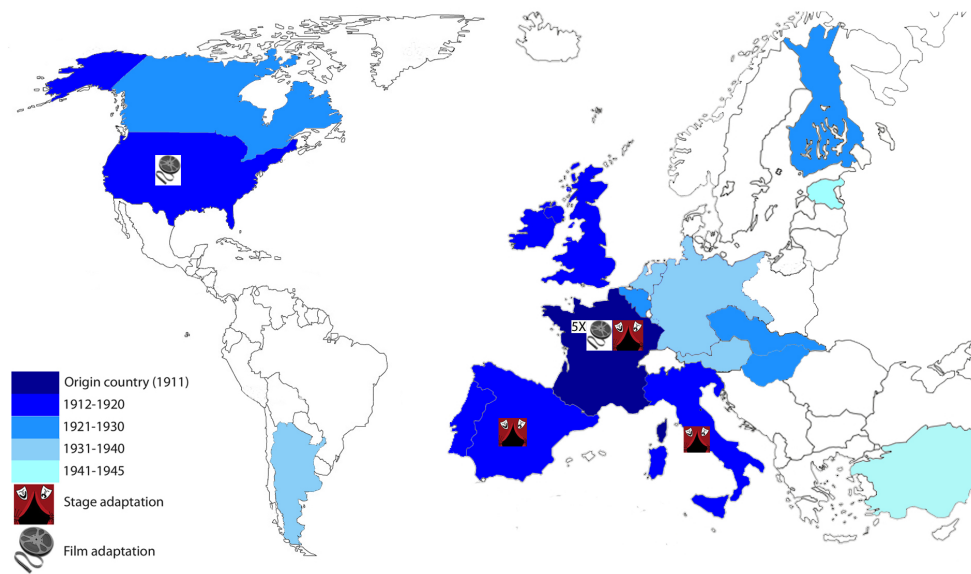 5X
Origin country (1911)
1912-1920
1921-1930
1931-1940
1941-1945
Stage adaptation
Film adaptation